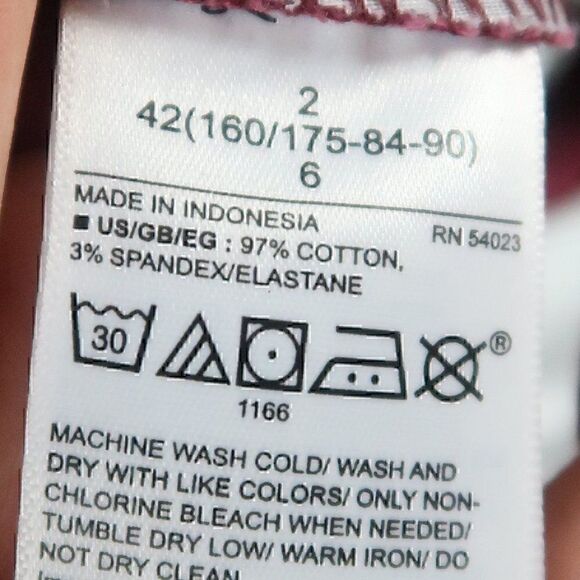 2
42(160/175-84-90)
6
MADE IN INDONESIA
RN 54023
■ US/GB/EG : 97% COTTON,
3% SPANDEX/ELASTANE
30
®
1166
MACHINE WASH COLD/ WASH AND
DRY WITH LIKE COLORS/ ONLY NON-
CHLORINE BLEACH WHEN NEEDED/
TUMBLE DRY LOW/ WARM IRON/ DO
NOT DRY CLEAN